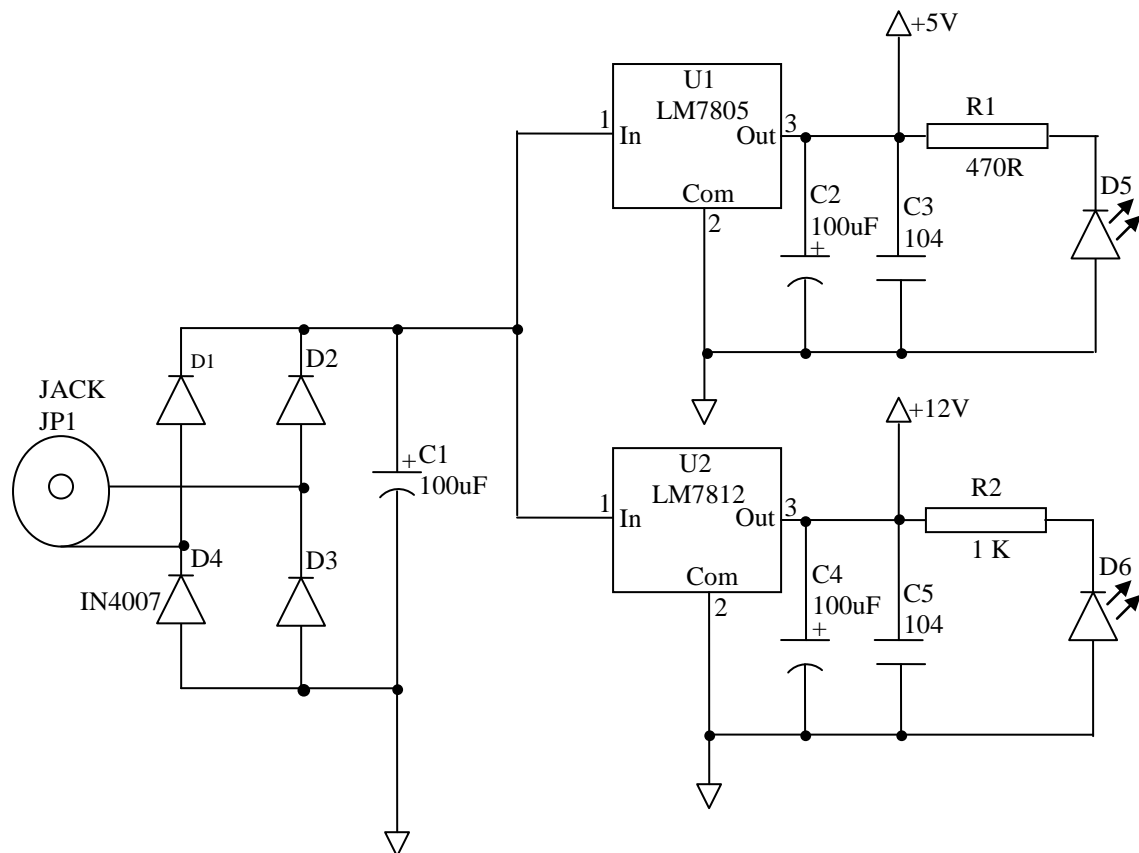 +5V
U1
LM7805
1
In
Out
3
Com
2
R1
470R
C2
100uF
+
C3
104
D5
D1
D2
JACK
JP1
+
C1
100uF
D4
IN4007
D3
+12V
U2
LM7812
1
In
Out
3
Com
2
R2
1 K
C4
100uF
+
C5
104
D6